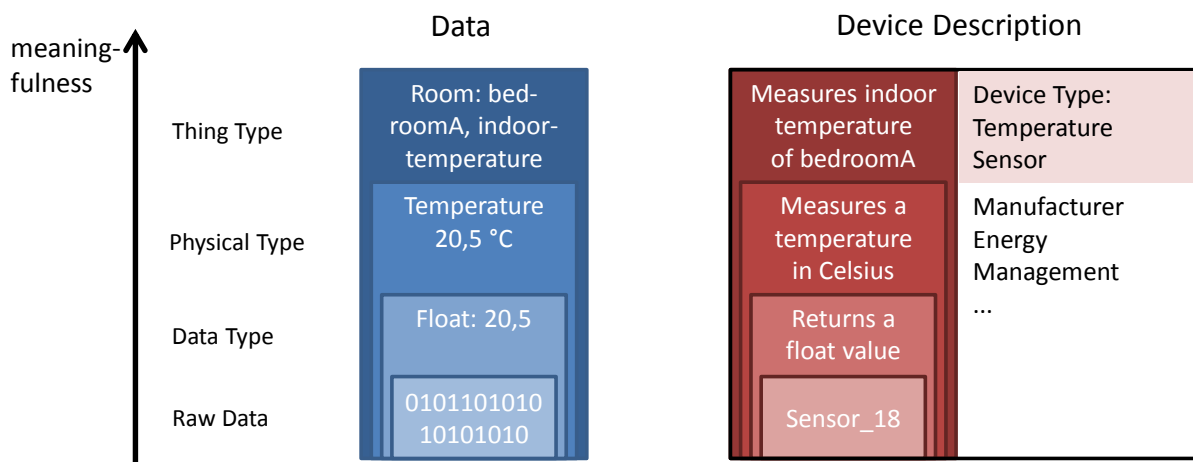 Data
Device Description
meaning-
fulness
Thing Type
Room: bed-
roomA, indoor-
temperature
Measures indoor
temperature
of bedroomA
Device Type:
Temperature
Sensor
Physical Type
Temperature
20,5 °C
Measures a
temperature
in Celsius
Manufacturer
Energy
Management
...
Data Type
Float: 20,5
Returns a
float value
Raw Data
0101101010
10101010
Sensor_18